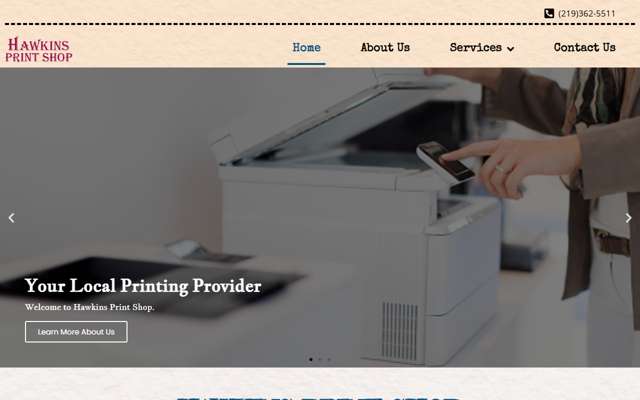 (219)362-5511
HAWKINS
PRINT SHOP
Home
About Us
Services
Contact Us
Your Local Printing Provider
Welcome to Hawkins Print Shop.
Learn More About Us